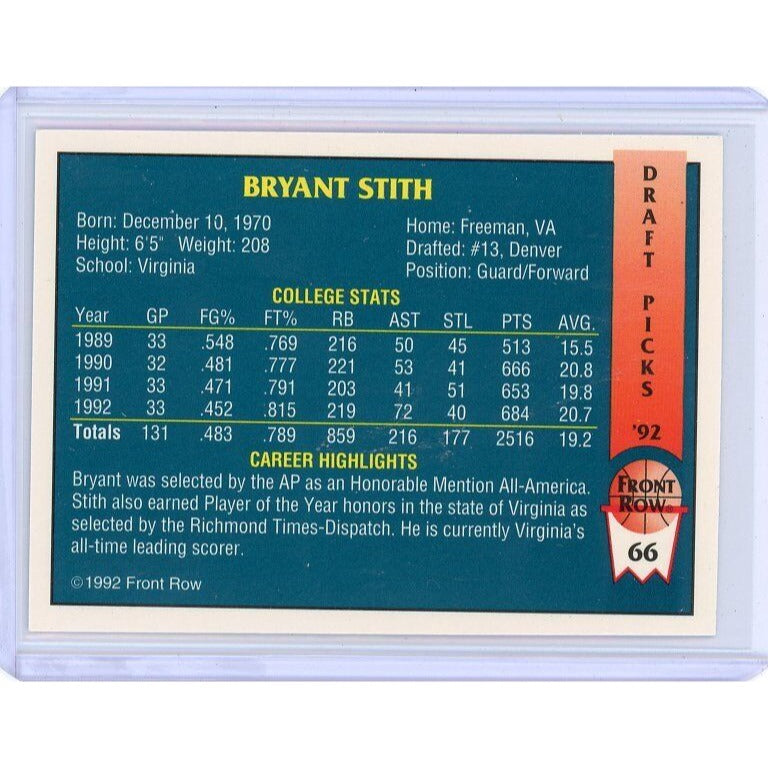 BRYANT STITH
Born: December 10, 1970
Height: 6'5" Weight: 208
School: Virginia
Home: Freeman, VA
Drafted: #13, Denver
Position: Guard/Forward
COLLEGE STATS
Year GP FG% FT% RB AST STL PTS AVG.
1989 33 .548 .769 216 50 45 513 15.5
1990 32 .481 .777 221 53 41 666 20.8
1991 33 .471 .791 203 41 51 653 19.8
1992 33 .452 .815 219 72 40 684 20.7
Totals 131 .483 .789 859 216 177 2516 19.2
CAREER HIGHLIGHTS
Bryant was selected by the AP as an Honorable Mention All-America.
Stith also earned Player of the Year honors in the state of Virginia as
selected by the Richmond Times-Dispatch. He is currently Virginia's
all-time leading scorer.
©1992 Front Row
DRAFT PICKS
'92
FRONT
ROW®
66